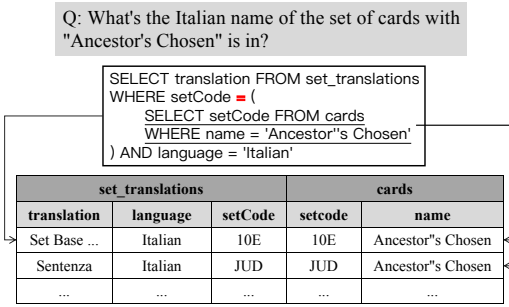 Q: What's the Italian name of the set of cards with
"Ancestor's Chosen" is in?
SELECT translation FROM set_translations
WHERE setCode = (
SELECT setCode FROM cards
WHERE name = 'Ancestor''s Chosen'
) AND language = 'Italian'
set_translations cards
translation language setCode setcode name
Set Base ... Italian 10E 10E Ancestor"s Chosen
Sentenza Italian JUD JUD Ancestor"s Chosen
... ... ... ... ...